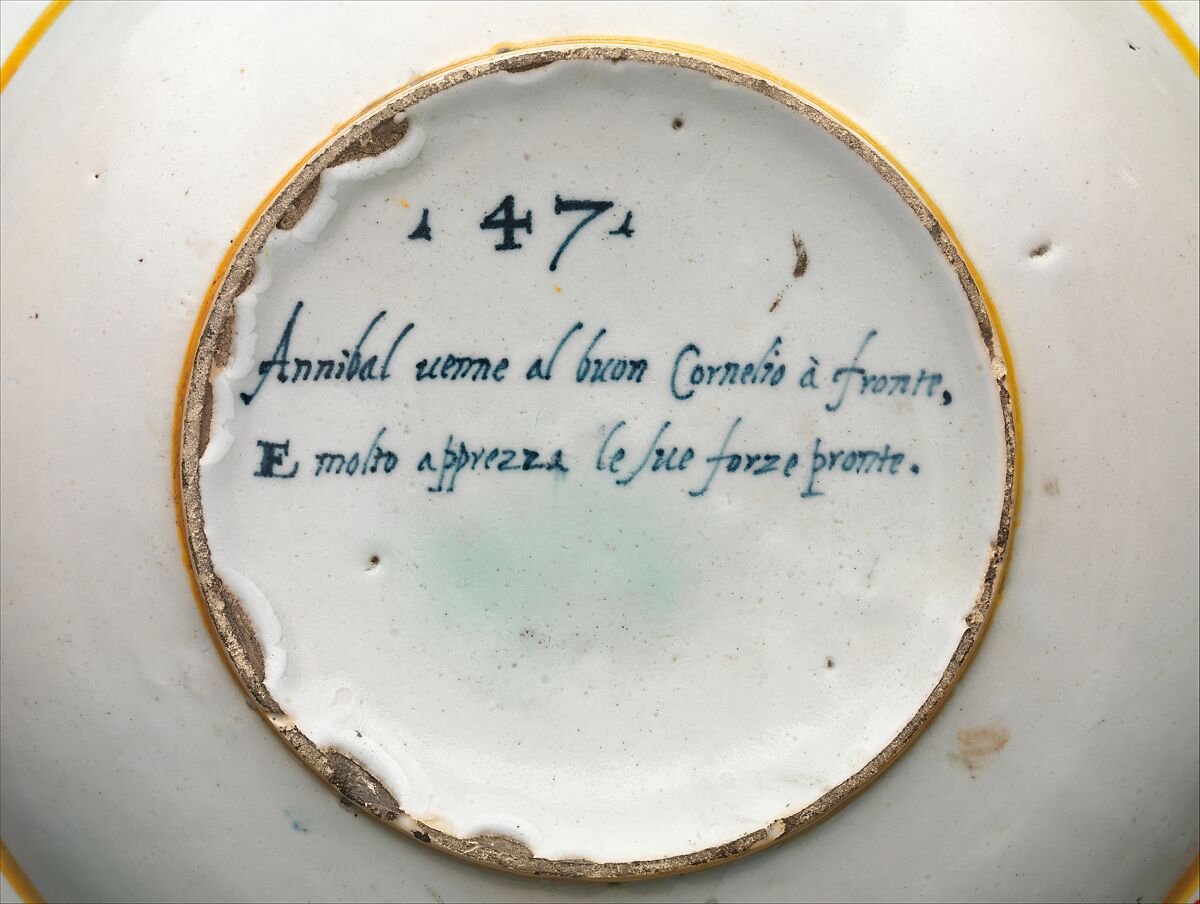 47
Annibal uenne al buon Cornelio à fronte,
E molto apprezza le sue forze pronte.